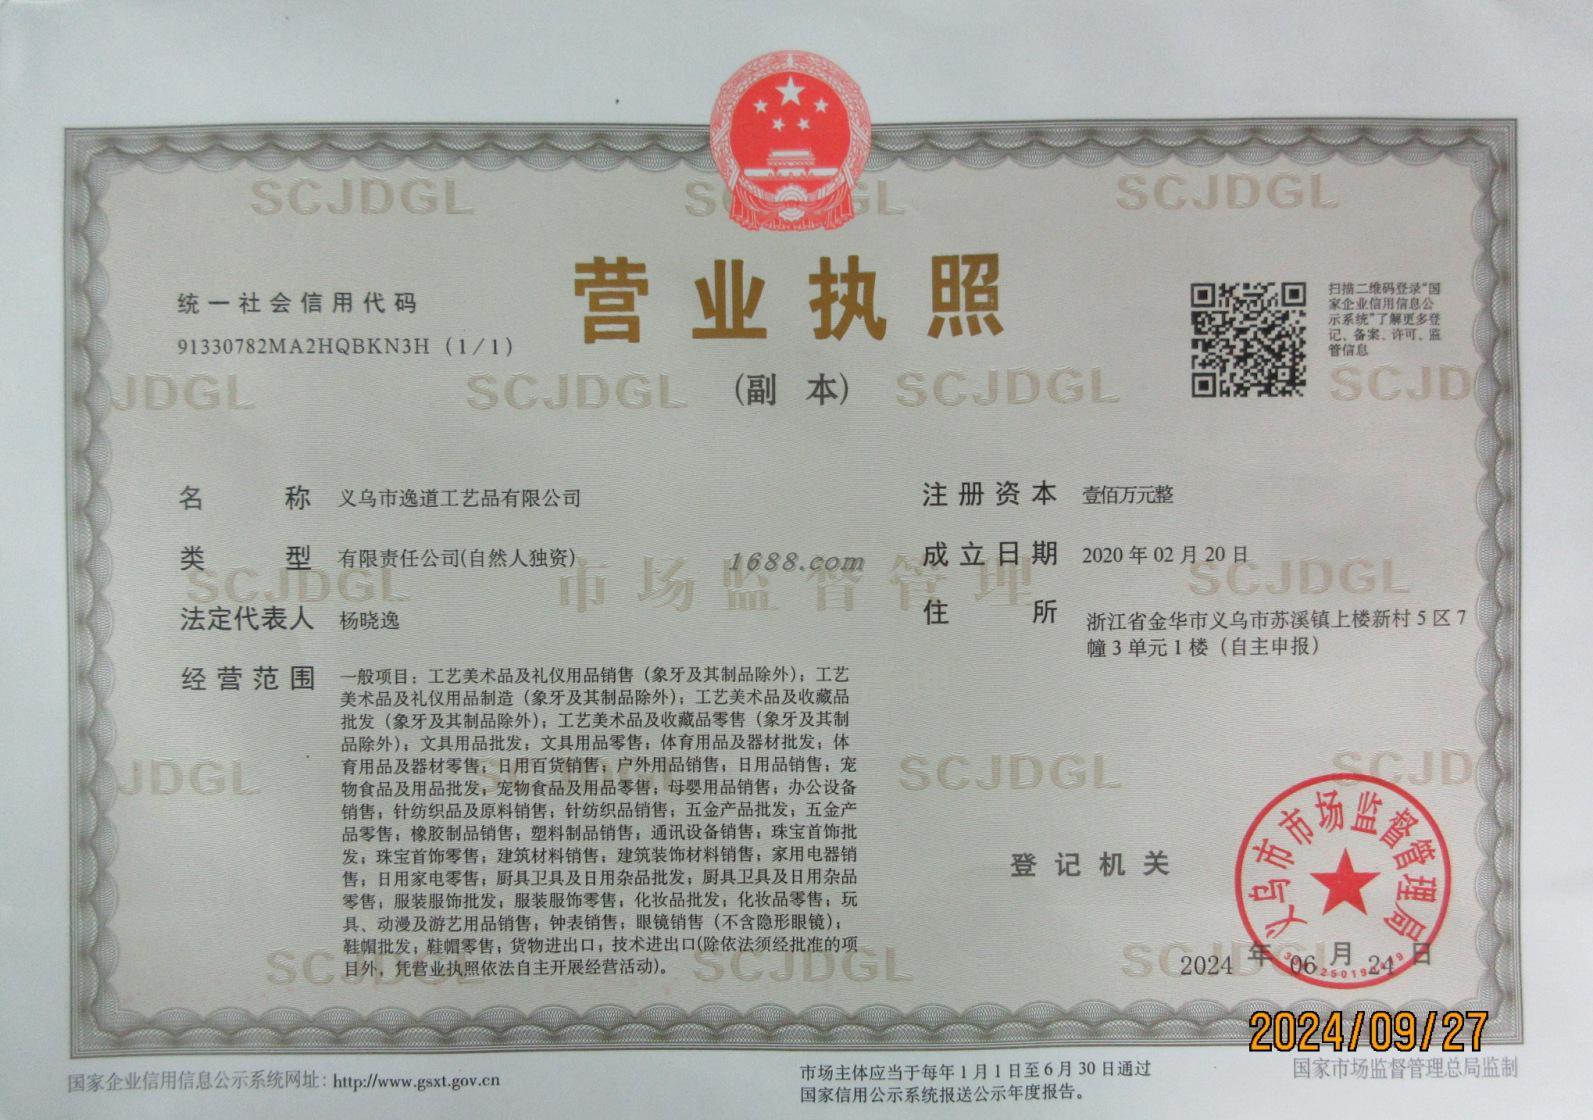 SCJDGL
SCJDGL
SCJDGL
营业执照
(副 本)
统一社会信用代码
91330782MA2HQBKN3H (1/1)
扫描二维码登录“国
家企业信用信息公
示系统”了解更多登
记、备案、许可、监
管信息
JDGL
SCJDGL
SCJDGL
SCJD
名 称 义乌市逸道工艺品有限公司
注册资本 壹佰万元整
类 型 有限责任公司(自然人独资)
1688.com
成立日期 2020 年 02 月 20 日
SCJDGL
市场监督管理
SCJDGL
法定代表人 杨晓逸
住 所 浙江省金华市义乌市苏溪镇上楼新村 5 区 7
幢 3 单元 1 楼（自主申报）
经营范围 一般项目：工艺美术品及礼仪用品销售（象牙及其制品除外）；工艺
美术品及礼仪用品制造（象牙及其制品除外）；工艺美术品及收藏品
批发（象牙及其制品除外）；工艺美术品及收藏品零售（象牙及其制
品除外）；文具用品批发；文具用品零售；体育用品及器材批发；体
育用品及器材零售；日用百货销售；户外用品销售；日用品销售；宠
物食品及用品批发；宠物食品及用品零售；母婴用品销售；办公设备
销售；针纺织品及原料销售；针纺织品销售；五金产品批发；五金产
品零售；橡胶制品销售；塑料制品销售；通讯设备销售；珠宝首饰批
发；珠宝首饰零售；建筑材料销售；建筑装饰材料销售；家用电器销
售；日用家电零售；厨具卫具及日用杂品批发；厨具卫具及日用杂品
零售；服装服饰批发；服装服饰零售；化妆品批发；化妆品零售；玩
具、动漫及游艺用品销售；钟表销售；眼镜销售（不含隐形眼镜）；
鞋帽批发；鞋帽零售；货物进出口；技术进出口(除依法须经批准的项
目外，凭营业执照依法自主开展经营活动)。
JDGL
SCJDGL
SCJD
登记机关
义乌市市场监督管理局
2024 年 06 月 24 日
SCJDGL
SCJDGL
2024/09/27
国家企业信用信息公示系统网址：http://www.gsxt.gov.cn
市场主体应当于每年 1 月 1 日至 6 月 30 日通过
国家信用公示系统报送公示年度报告。
国家市场监督管理总局监制